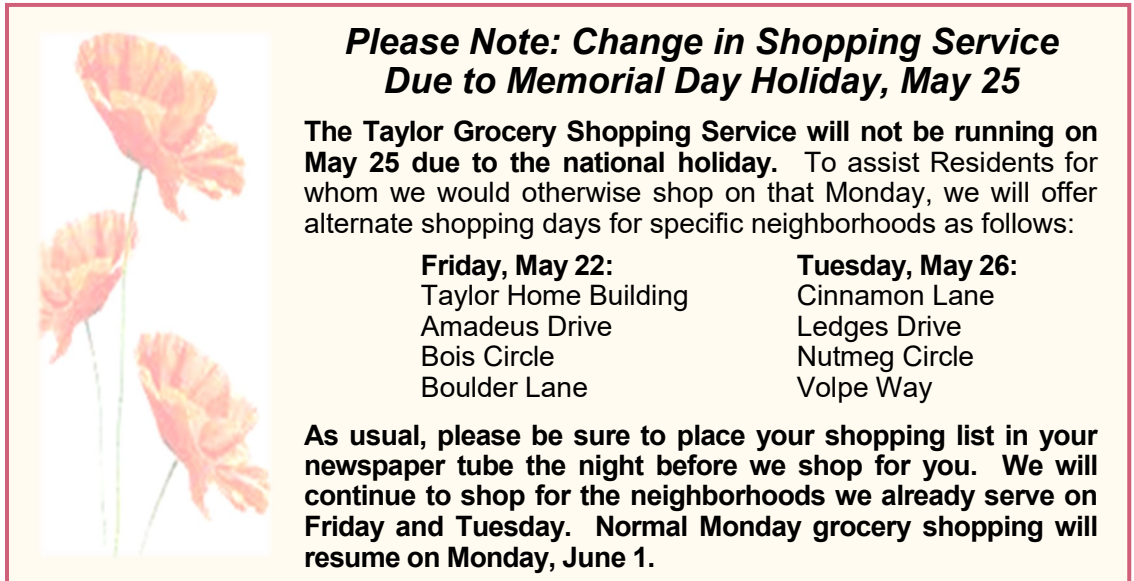 Please Note: Change in Shopping Service
Due to Memorial Day Holiday, May 25
The Taylor Grocery Shopping Service will not be running on
May 25 due to the national holiday. To assist Residents for
whom we would otherwise shop on that Monday, we will offer
alternate shopping days for specific neighborhoods as follows:
Friday, May 22:
Taylor Home Building
Amadeus Drive
Bois Circle
Boulder Lane
Tuesday, May 26:
Cinnamon Lane
Ledges Drive
Nutmeg Circle
Volpe Way
As usual, please be sure to place your shopping list in your
newspaper tube the night before we shop for you. We will
continue to shop for the neighborhoods we already serve on
Friday and Tuesday. Normal Monday grocery shopping will
resume on Monday, June 1.